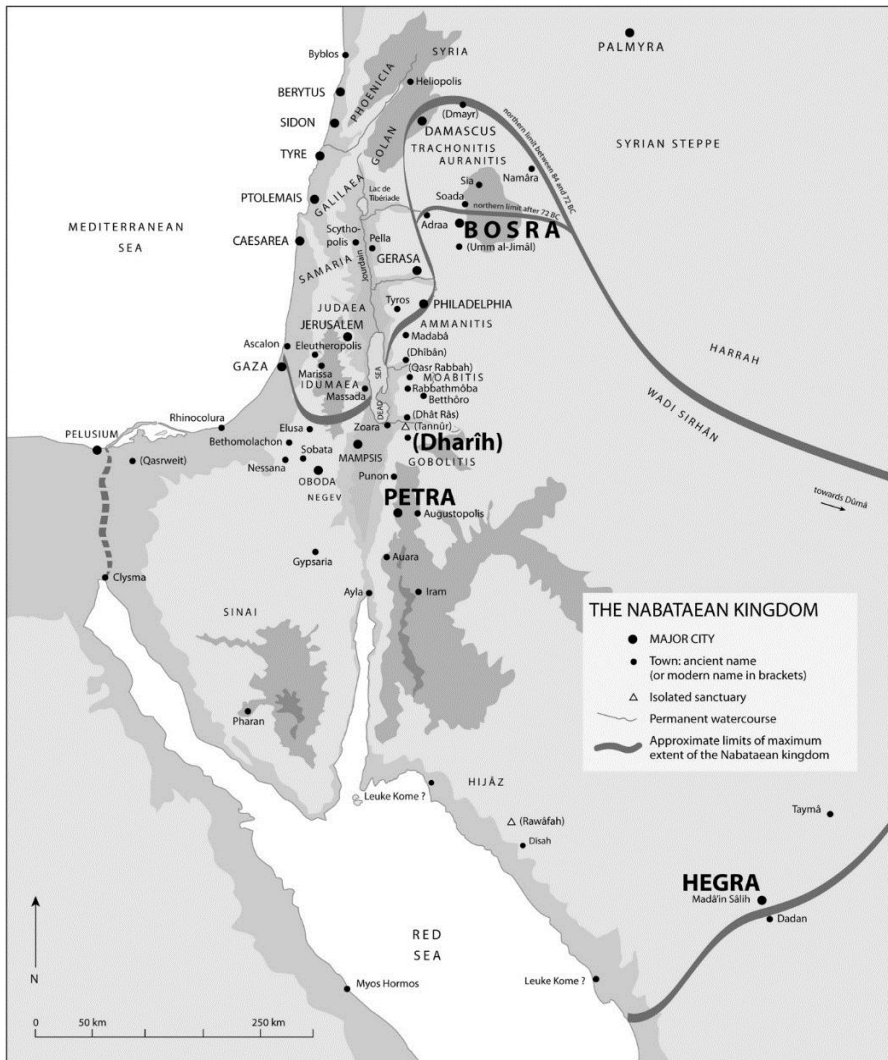 Byblos
SYRIA
PALMYRA
PHOENICIA
Heliopolis
BERYTUS
(Dmayr)
SIDON
DAMASCUS
northern limit between 84 and 72 BC
GOLAN
TRACHONITIS
AURANITIS
SYRIAN STEPPE
TYRE
Namâra
Sia
GALILAEA
Lac de
Tibériade
Soada
PTOLEMAIS
northern limit after 72 BC
MEDITERRANEAN
SEA
Adraa
BOSRA
CAESAREA
Scytho-
polis
Pella
(Umm al-Jimâl)
GERASA
SAMARIA
Jourdain
Tyros
PHILADELPHIA
JUDAEA
AMMANITIS
JERUSALEM
Madabâ
Ascalon
Eleutheropolis
(Dhîbân)
HARRAH
GAZA
Marissa
SEA
(Qasr Rabbah)
MOABITIS
IDUMAEA
Rabbathmôba
Massada
Betthôro
WADI SIRHÂN
DEAD
Rhinocolura
Elusa
Zoara
(Dhât Râs)
(Tannûr)
PELUSIUM
Bethomolachon
(Dharîh)
(Qasrweit)
Sobata
MAMPSIS
GOBOLITIS
Nessana
OBODA
Punon
NEGEV
PETRA
Augustopolis
towards Dûmâ
Gypsaria
Auara
Clysma
Ayla
Iram
SINAI
THE NABATAEAN KINGDOM
MAJOR CITY
Town: ancient name
(or modern name in brackets)
Isolated sanctuary
Permanent watercourse
Approximate limits of maximum
extent of the Nabataean kingdom
Pharan
HIJÂZ
Leuke Kome ?
(Rawâfah)
Taymâ
Disah
HEGRA
Madâ'in Sâlih
Dadan
RED
SEA
N
Myos Hormos
Leuke Kome ?
0 50 km 250 km